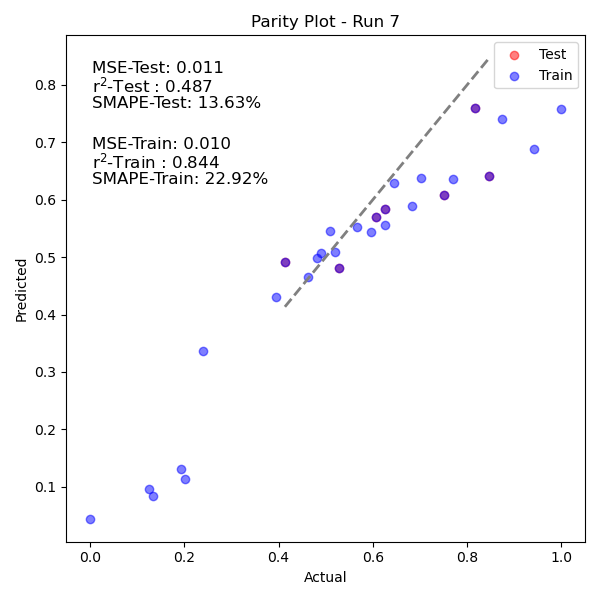 Parity Plot - Run 7
MSE-Test: 0.011
r²-Test : 0.487
SMAPE-Test: 13.63%
MSE-Train: 0.010
r²-Train : 0.844
SMAPE-Train: 22.92%
Test
Train
Predicted
0.8
0.7
0.6
0.5
0.4
0.3
0.2
0.1
0.0 0.2 0.4 0.6 0.8 1.0
Actual